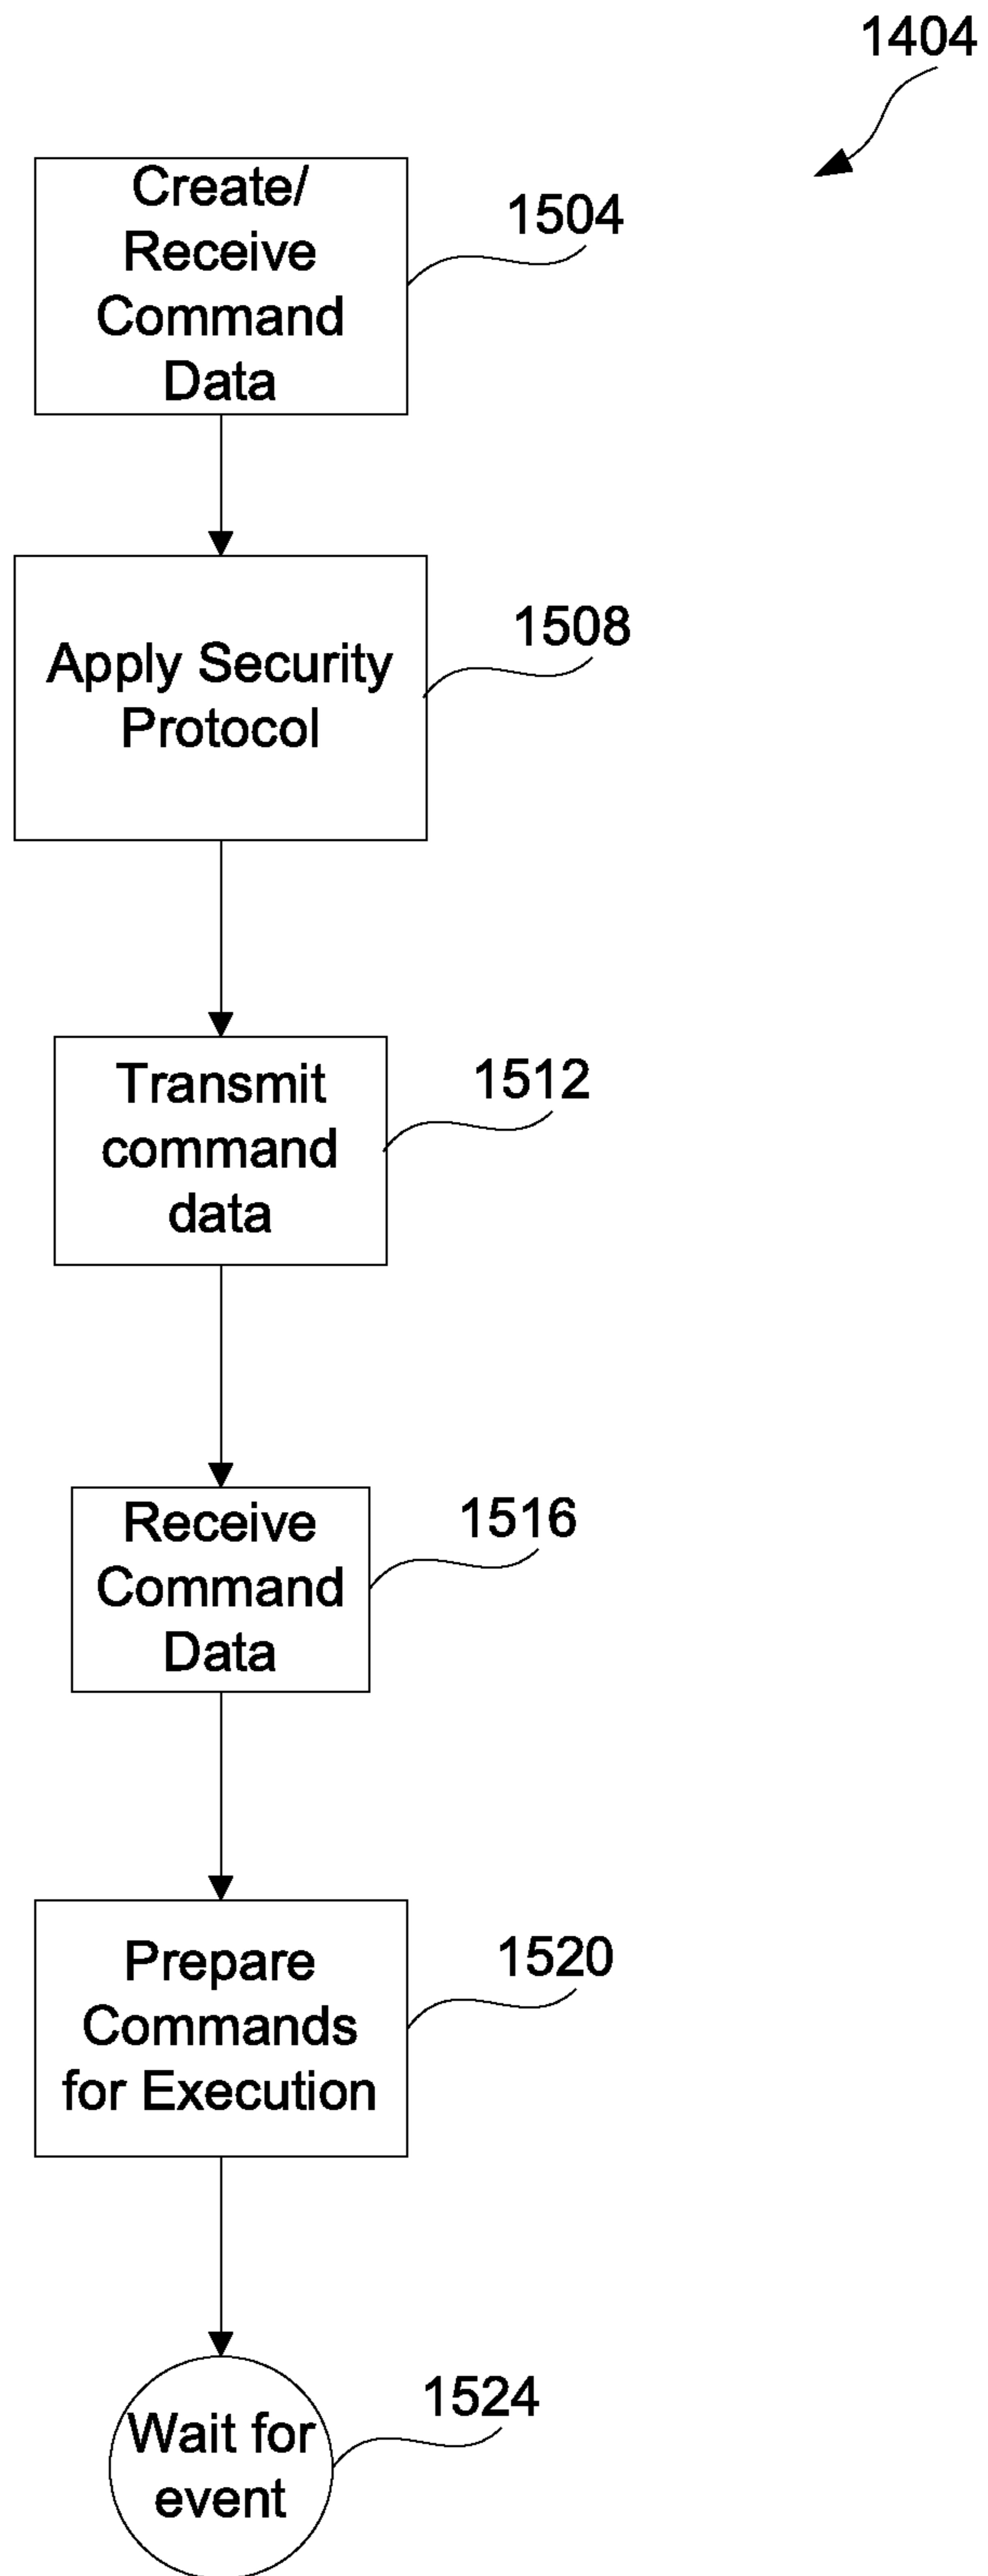 1404
Create/
Receive
Command
Data
1504
Apply Security
Protocol
1508
Transmit
command
data
1512
Receive
Command
Data
1516
Prepare
Commands
for Execution
1520
Wait for
event
1524